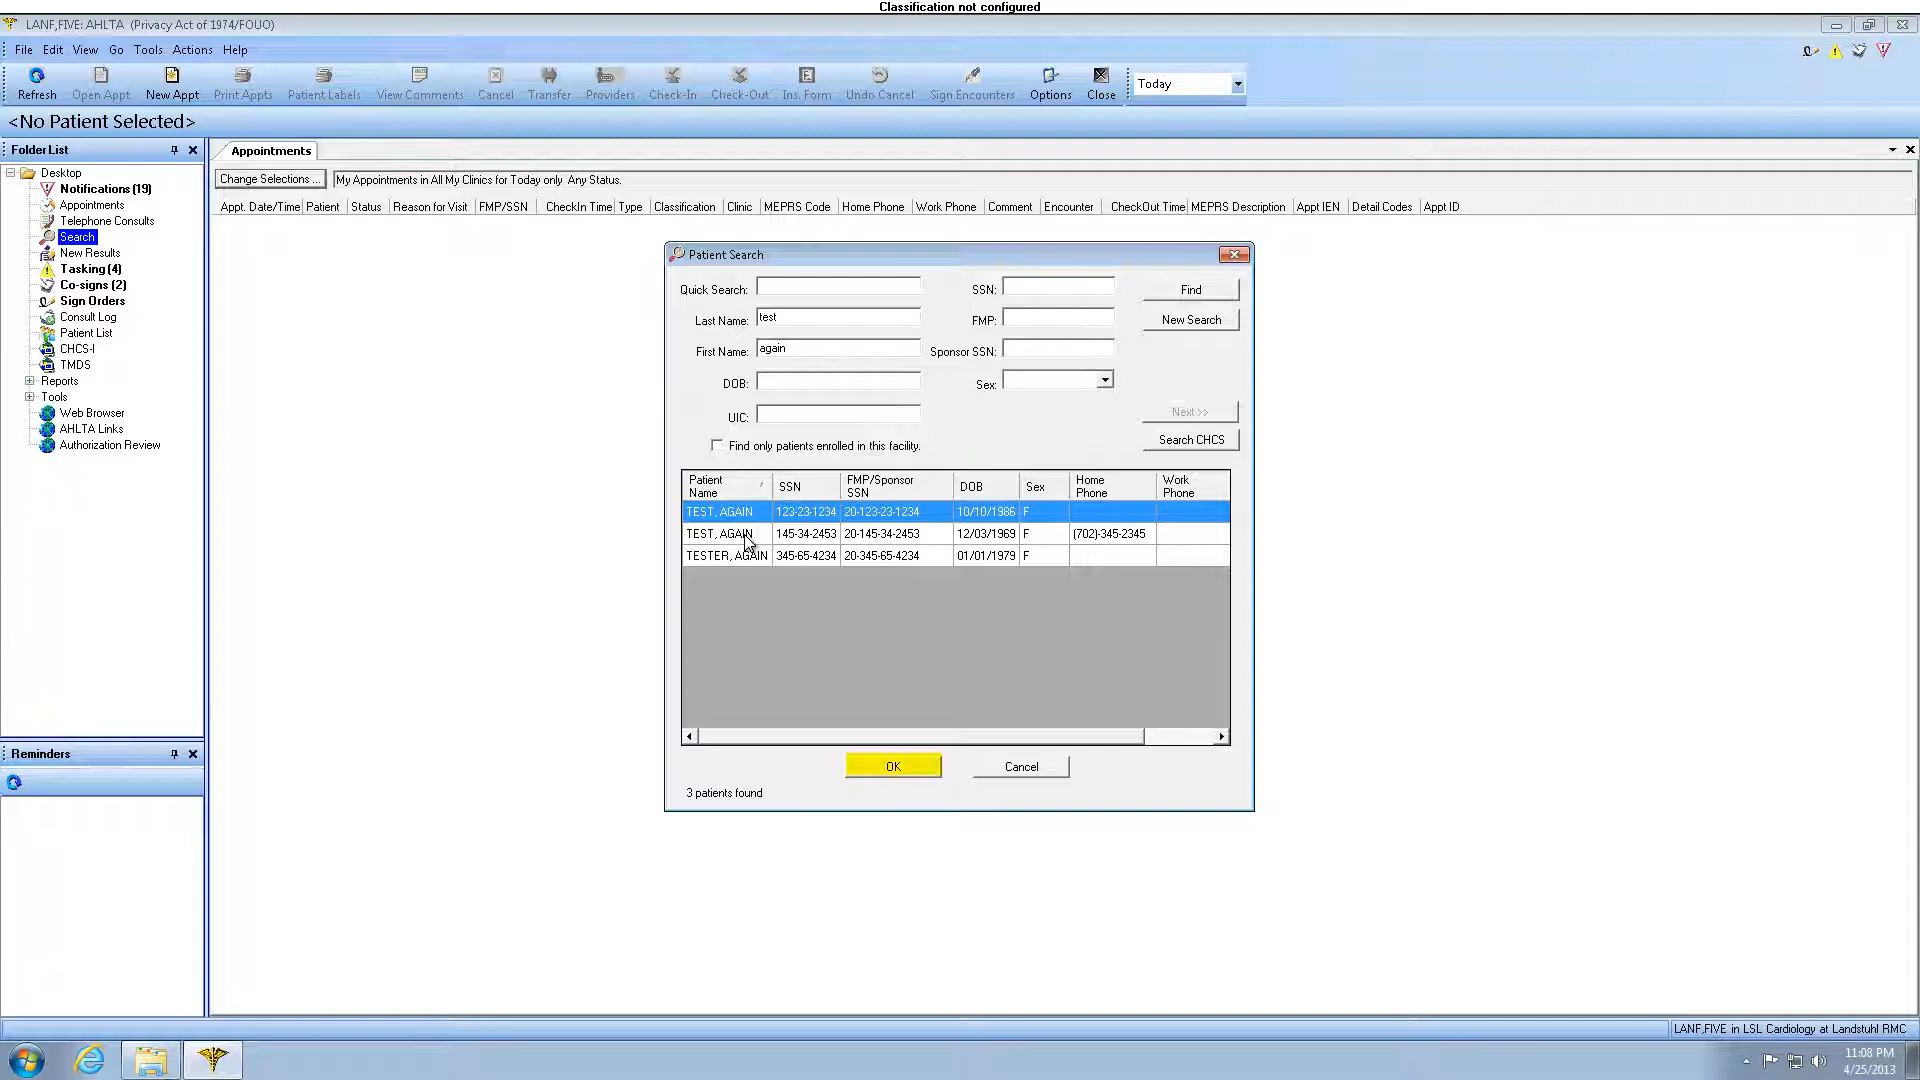 Classification not configured
LANF,FIVE: AHLTA (Privacy Act of 1974/FOUO)
File Edit View Go Tools Actions Help
Refresh Open Appt New Appt Print Appts Patient Labels View Comments Cancel Transfer Providers Check-In Check-Out Ins. Form Undo Cancel Sign Encounters Options Close Today
<No Patient Selected>
Folder List
Desktop
Notifications (19)
Appointments
Telephone Consults
Search
New Results
Tasking (4)
Co-signs (2)
Sign Orders
Consult Log
Patient List
CHCS-I
TMDS
Reports
Tools
Web Browser
AHLTA Links
Authorization Review
Reminders
Appointments
Change Selections ... My Appointments in All My Clinics for Today only Any Status.
Appt. Date/Time Patient Status Reason for Visit FMP/SSN CheckIn Time Type Classification Clinic MEPRS Code Home Phone Work Phone Comment Encounter CheckOut Time MEPRS Description Appt IEN Detail Codes Appt ID
Patient Search
Quick Search: SSN: Find
Last Name: test FMP: New Search
First Name: again Sponsor SSN:
DOB: Sex:
UIC: Next >>
Find only patients enrolled in this facility. Search CHCS
Patient Name SSN FMP/Sponsor SSN DOB Sex Home Phone Work Phone
TEST, AGAIN 123-23-1234 20-123-23-1234 10/10/1986 F
TEST, AGAIN 145-34-2453 20-145-34-2453 12/03/1969 F (702)-345-2345
TESTER, AGAIN 345-65-4234 20-345-65-4234 01/01/1979 F
OK Cancel
3 patients found
LANF,FIVE in LSL Cardiology at Landstuhl RMC
11:08 PM
4/25/2013